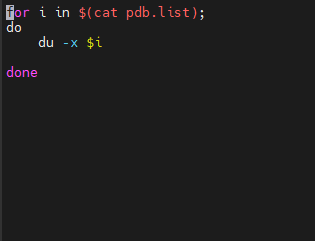 for i in $(cat pdb.list);
do
    du -x $i

done